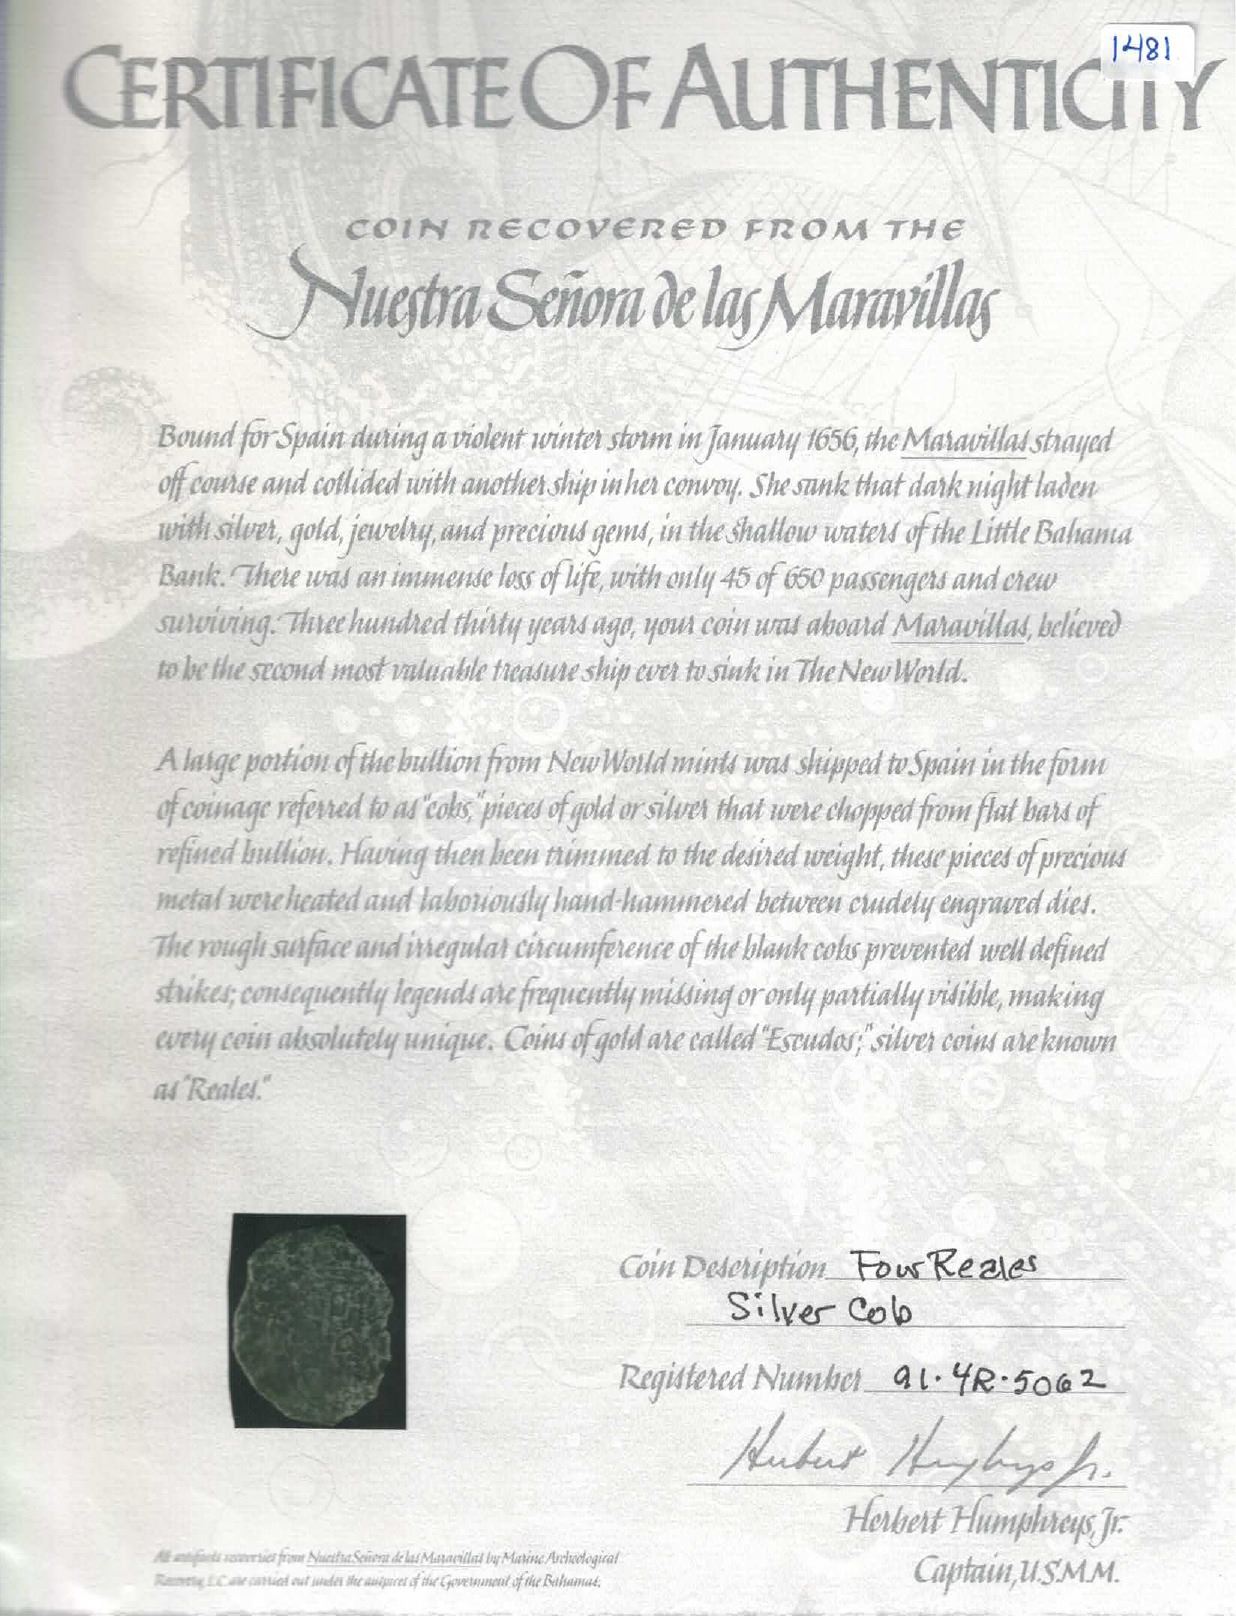 1481
CERTIFICATE OF AUTHENTICITY
COIN RECOVERED FROM THE
Nuestra Señora de las Maravillas
Bound for Spain during a violent winter storm in January 1656, the Maravillas strayed
off course and collided with another ship in her convoy. She sank that dark night laden
with silver, gold, jewelry, and precious gems, in the shallow waters of the Little Bahama
Bank. There was an immense loss of life, with only 45 of 650 passengers and crew
surviving. Three hundred thirty years ago, your coin was aboard Maravillas, believed
to be the second most valuable treasure ship ever to sink in The New World.
A large portion of the bullion from New World mints was shipped to Spain in the form
of coinage referred to as "cobs," pieces of gold or silver that were chopped from flat bars of
refined bullion. Having then been trimmed to the desired weight, these pieces of precious
metal were heated and laboriously hand-hammered between crudely engraved dies.
The rough surface and irregular circumference of the blank cobs prevented well defined
strikes; consequently legends are frequently missing or only partially visible, making
every coin absolutely unique. Coins of gold are called "Escudos;" silver coins are known
as "Reales."
Coin Description Four Reales
Silver Cob
Registered Number 91.4R.5062
Herbert Humphreys Jr.
Herbert Humphreys, Jr.
Captain, U.S.M.M.
All artifacts recoveries from Nuestra Señora de las Maravillas by Marine Archeological
Recovery, L.C. are carried out under the auspices of the Government of the Bahamas.